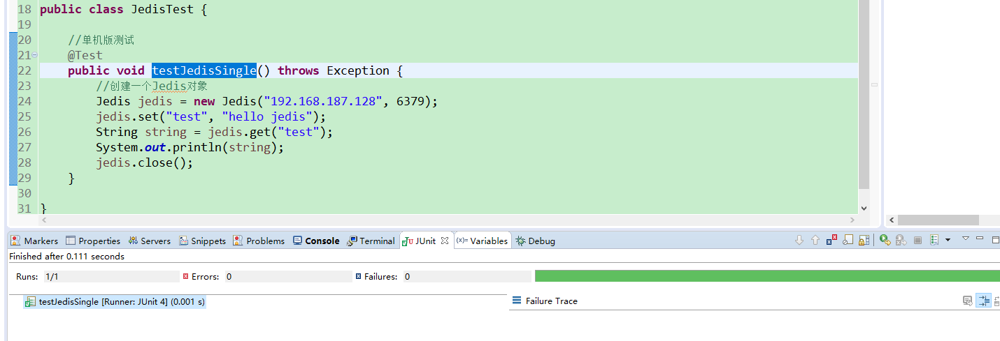 18 public class JedisTest {
19
20 //单机版测试
21 @Test
22 public void testJedisSingle() throws Exception {
23 //创建一个Jedis对象
24 Jedis jedis = new Jedis("192.168.187.128", 6379);
25 jedis.set("test", "hello jedis");
26 String string = jedis.get("test");
27 System.out.println(string);
28 jedis.close();
29 }
30
31 }
Markers Properties Servers Snippets Problems Console Terminal JUnit (x)= Variables Debug
Finished after 0.111 seconds
Runs: 1/1 Errors: 0 Failures: 0
testJedisSingle [Runner: JUnit 4] (0.001 s) Failure Trace